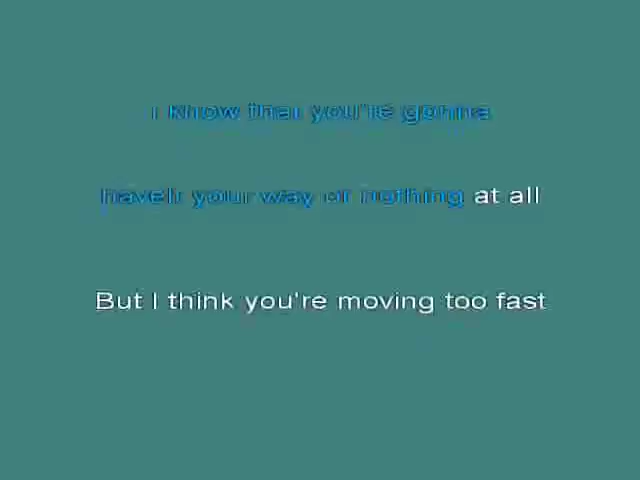 I know that you're gonna
have it your way or nothing at all
But I think you're moving too fast